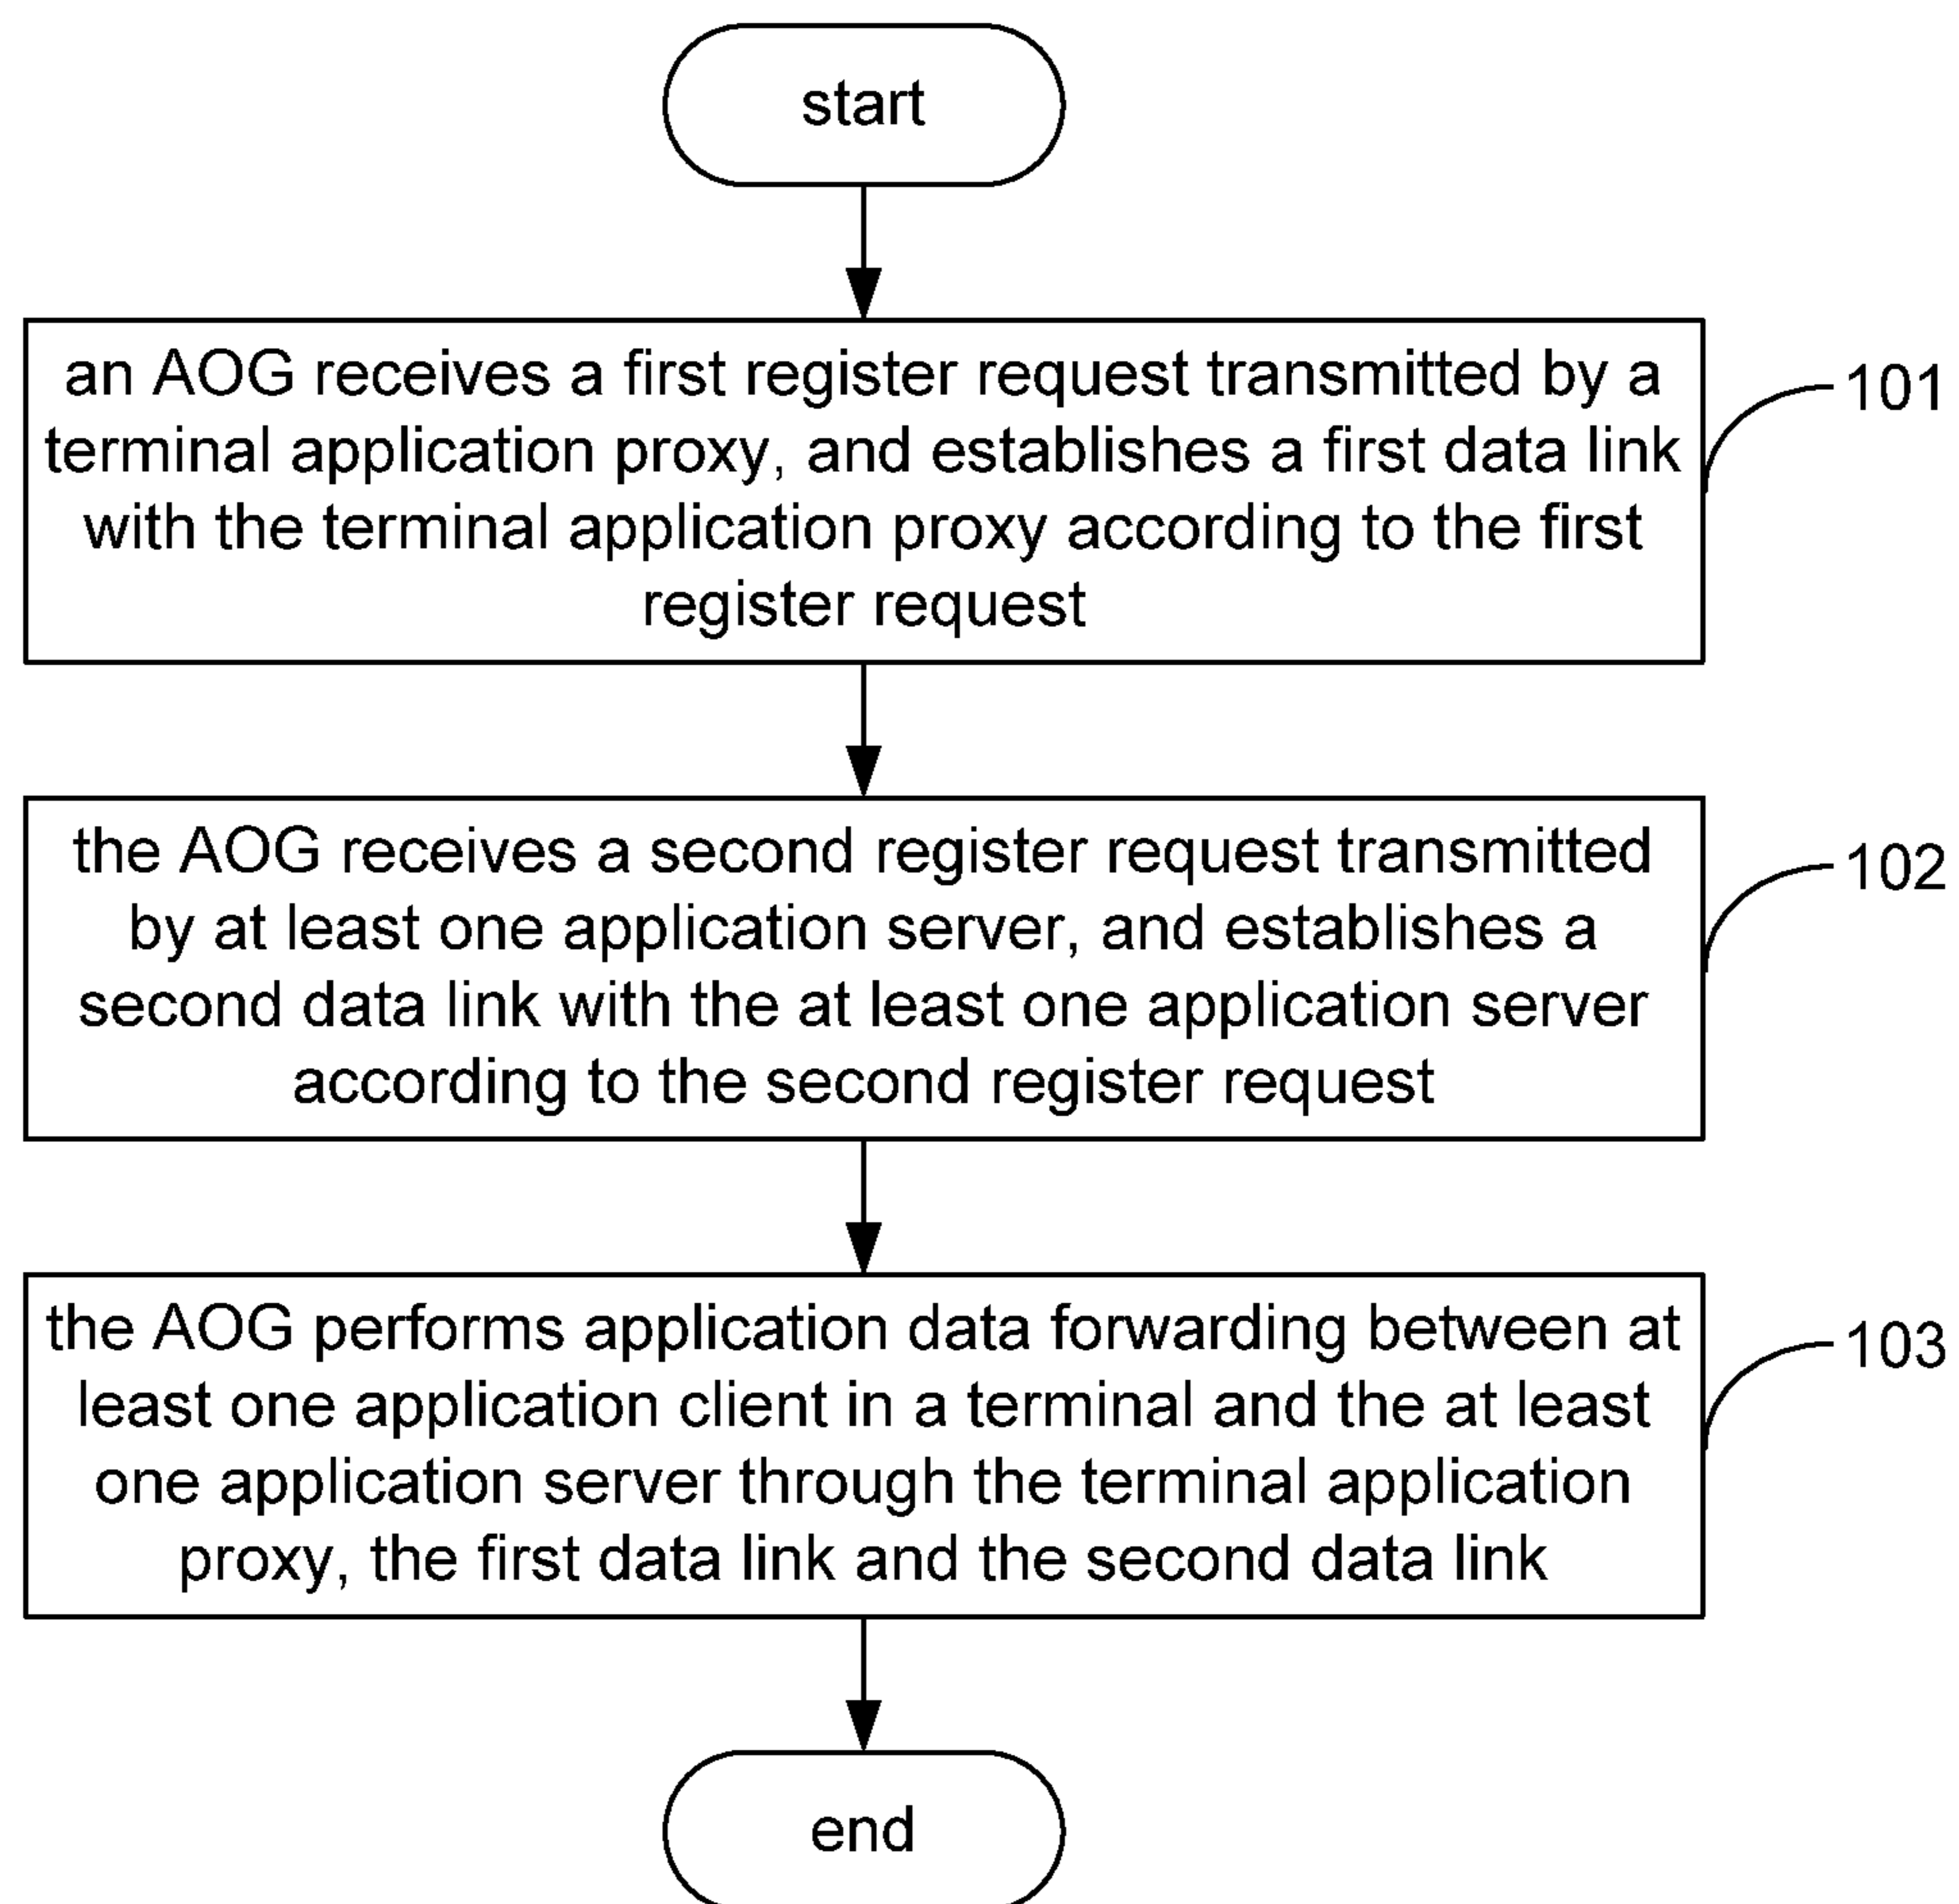 start
an AOG receives a first register request transmitted by a
terminal application proxy, and establishes a first data link
with the terminal application proxy according to the first
register request
101
the AOG receives a second register request transmitted
by at least one application server, and establishes a
second data link with the at least one application server
according to the second register request
102
the AOG performs application data forwarding between at
least one application client in a terminal and the at least
one application server through the terminal application
proxy, the first data link and the second data link
103
end